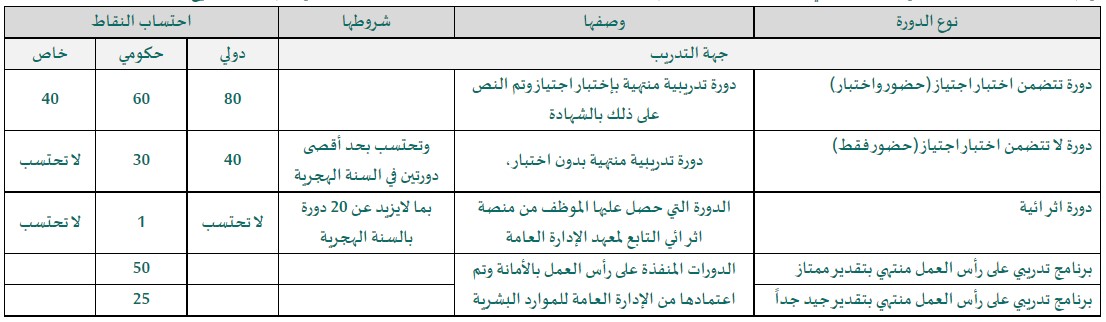 نوع الدورة
وصفها
شروطها
احتساب النقاط
جهة التدريب
دولي
حكومي
خاص
دورة تتضمن اختبار اجتياز (حضور واختبار)
دورة تدريبية منتهية بإختبار اجتياز وتم النص
على ذلك بالشهادة
80
60
40
دورة لا تتضمن اختبار اجتياز (حضور فقط)
دورة تدريبية منتهية بدون اختبار،
وتحتسب بحد أقصى
دورتين في السنة الهجرية
40
30
لا تحتسب
دورة اثرائية
الدورة التي حصل عليها الموظف من منصة
اثرائي التابع لمعهد الإدارة العامة
بما لايزيد عن 20 دورة
بالسنة الهجرية
لا تحتسب
1
لا تحتسب
برنامج تدريبي على رأس العمل منتهي بتقدير ممتاز
الدورات المنفذة على رأس العمل بالأمانة وتم
اعتمادها من الإدارة العامة للموارد البشرية
50
برنامج تدريبي على رأس العمل منتهي بتقدير جيد جداً
25